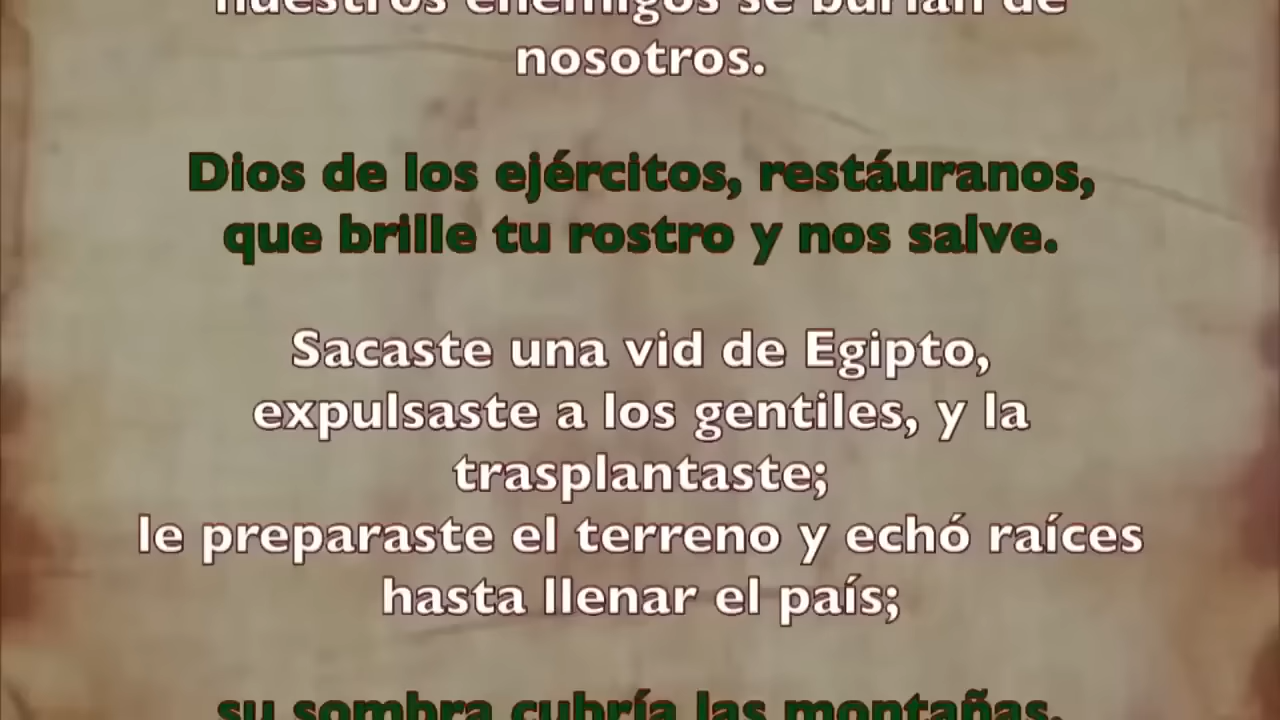 nuestros enemigos se burlan de
nosotros.
Dios de los ejércitos, restáuranos,
que brille tu rostro y nos salve.
Sacaste una vid de Egipto,
expulsaste a los gentiles, y la
trasplantaste;
le preparaste el terreno y echó raíces
hasta llenar el país;
su sombra cubría las montañas,